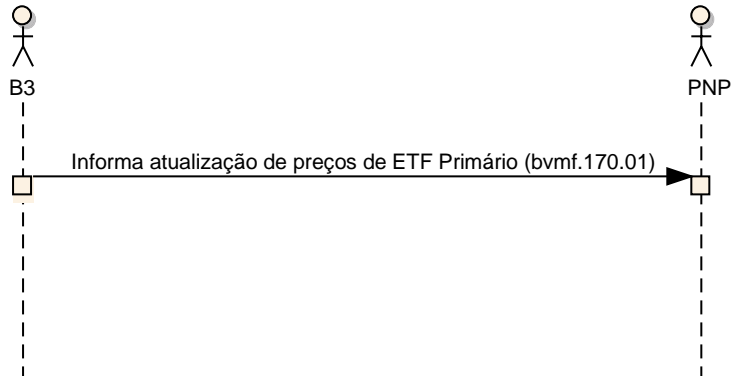 B3
PNP
Informa atualização de preços de ETF Primário (bvmf.170.01)